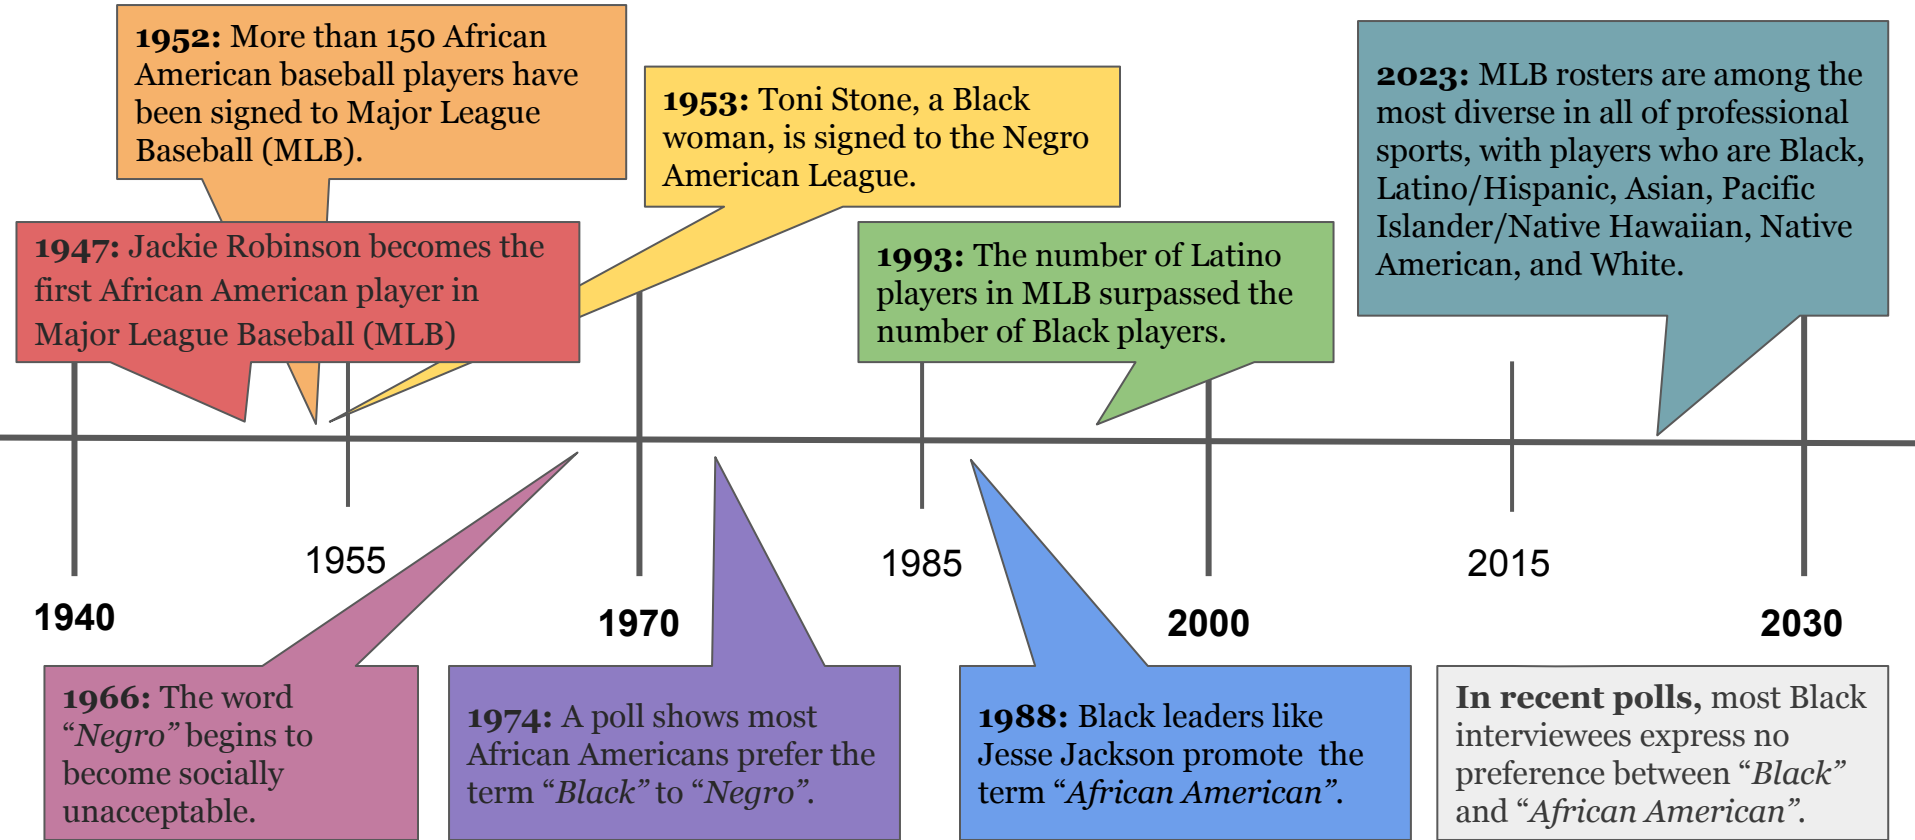 1952: More than 150 African
American baseball players have
been signed to Major League
Baseball (MLB).
1953: Toni Stone, a Black
woman, is signed to the Negro
American League.
2023: MLB rosters are among the
most diverse in all of professional
sports, with players who are Black,
Latino/Hispanic, Asian, Pacific
Islander/Native Hawaiian, Native
American, and White.
1947: Jackie Robinson becomes the
first African American player in
Major League Baseball (MLB)
1993: The number of Latino
players in MLB surpassed the
number of Black players.
1955
1985
2015
1940
1970
2000
2030
1966: The word
“Negro” begins to
become socially
unacceptable.
1974: A poll shows most
African Americans prefer the
term “Black” to “Negro”.
1988: Black leaders like
Jesse Jackson promote  the
term “African American”.
In recent polls, most Black
interviewees express no
preference between “Black”
and “African American”.